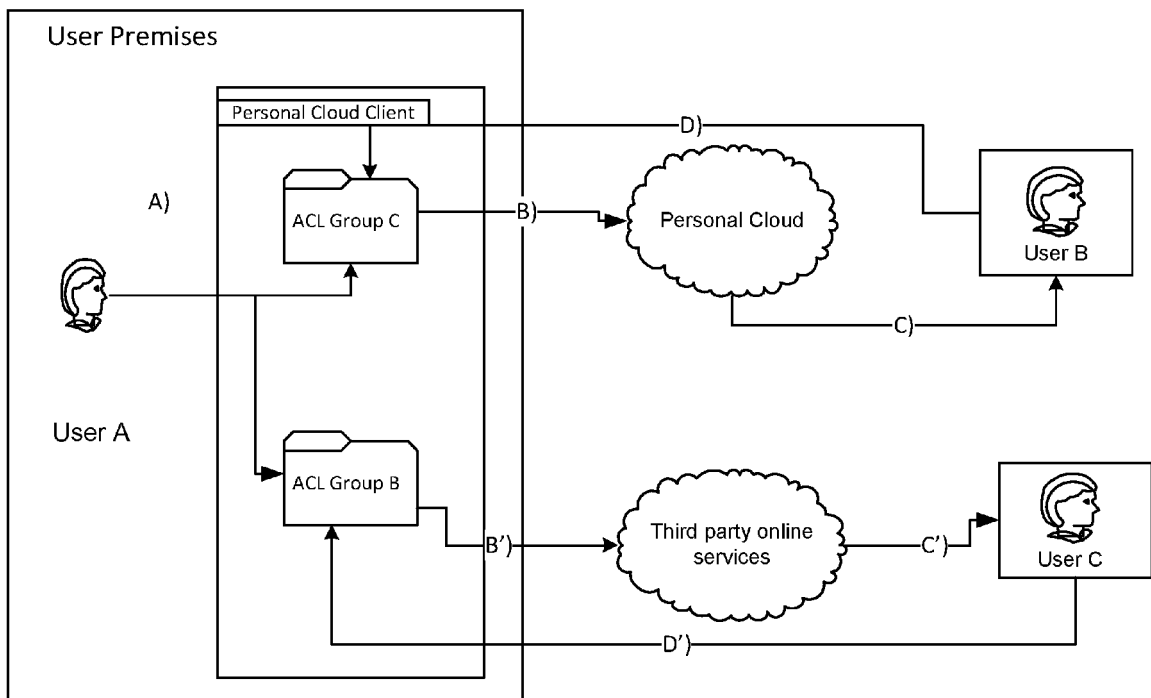 User Premises
Personal Cloud Client
D)
A)
ACL Group C
B)
Personal Cloud
User B
C)
User A
ACL Group B
B')
Third party online
services
C')
User C
D')